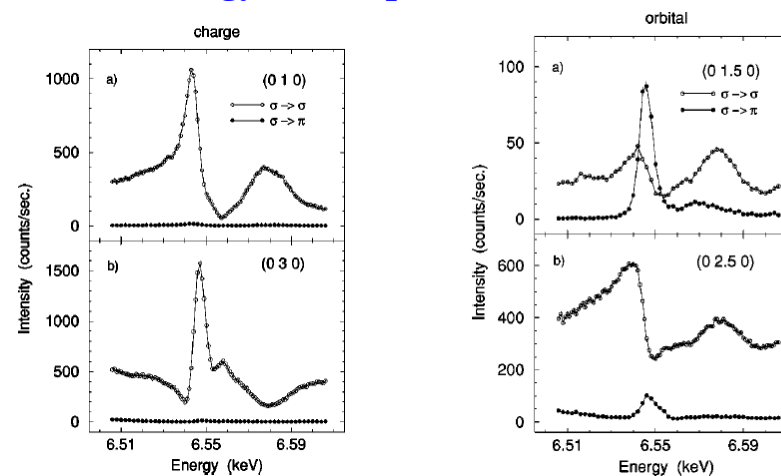 charge
a)
(0 1 0)
σ –> σ
σ –> π
1000
500
0
b)
(0 3 0)
1500
1000
500
0
Intensity (counts/sec.)
6.51
6.55
6.59
Energy (keV)
orbital
a)
(0 1.5 0)
σ –> σ
σ –> π
100
50
0
b)
(0 2.5 0)
600
400
200
0
Intensity (counts/sec.)
6.51
6.55
6.59
Energy (keV)